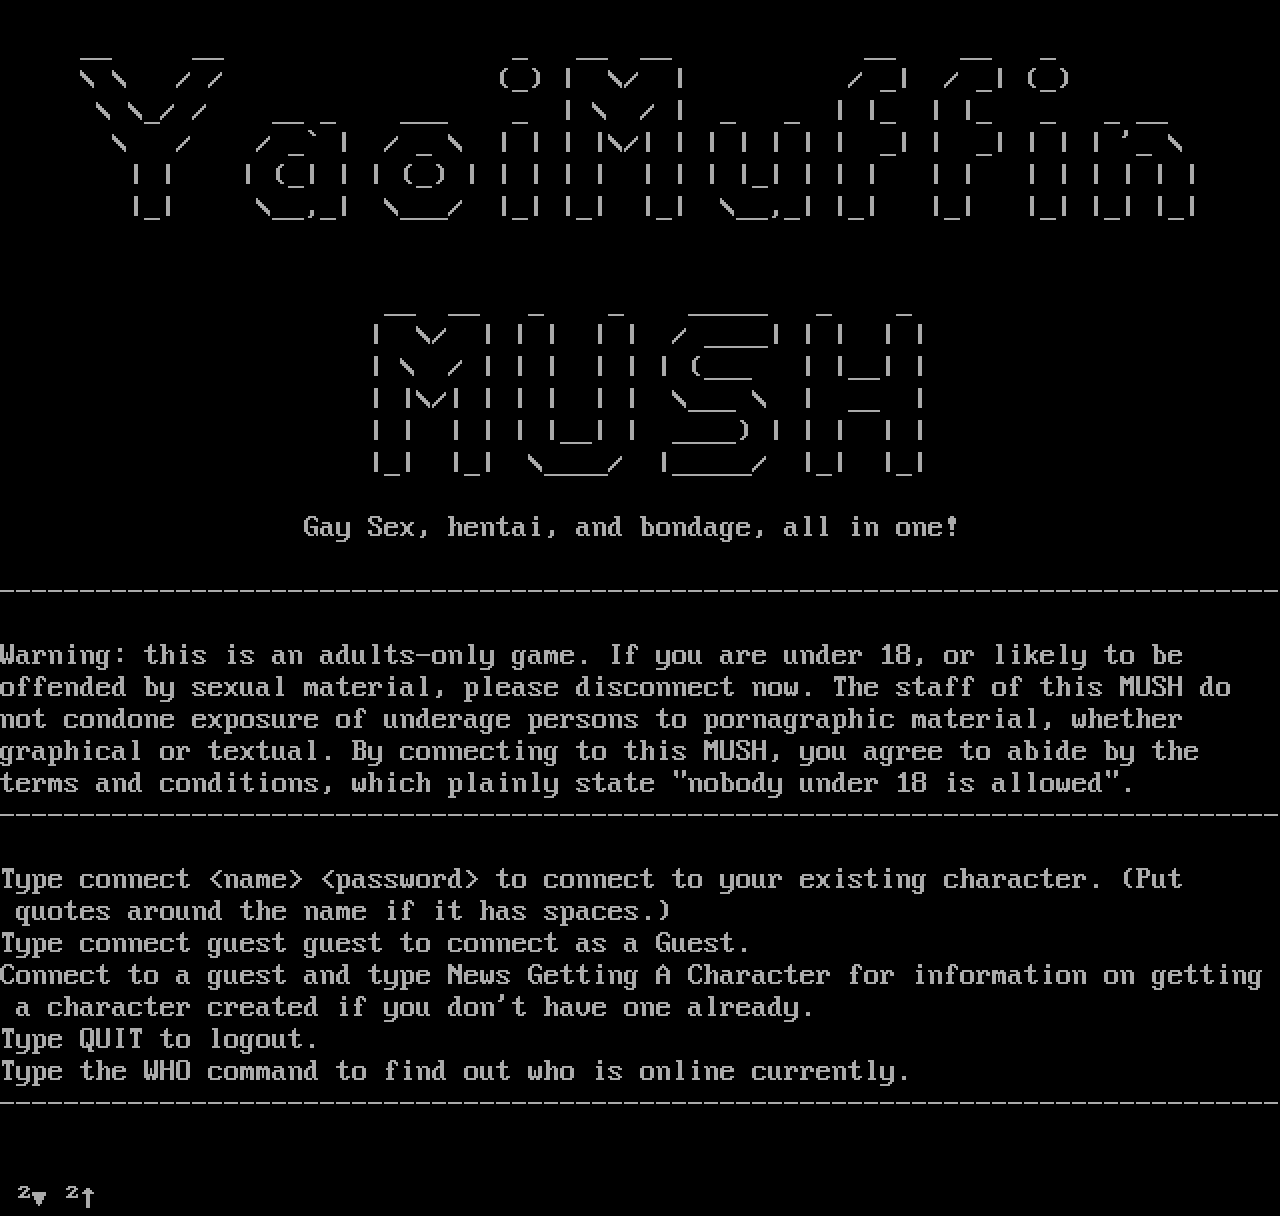 YaoiMuffin
MUSH
Gay Sex, hentai, and bondage, all in one!
Warning: this is an adults-only game. If you are under 18, or likely to be
offended by sexual material, please disconnect now. The staff of this MUSH do
not condone exposure of underage persons to pornagraphic material, whether
graphical or textual. By connecting to this MUSH, you agree to abide by the
terms and conditions, which plainly state "nobody under 18 is allowed".
Type connect <name> <password> to connect to your existing character. (Put
quotes around the name if it has spaces.)
Type connect guest guest to connect as a Guest.
Connect to a guest and type News Getting A Character for information on getting
a character created if you don't have one already.
Type QUIT to logout.
Type the WHO command to find out who is online currently.
²▼ ²↑